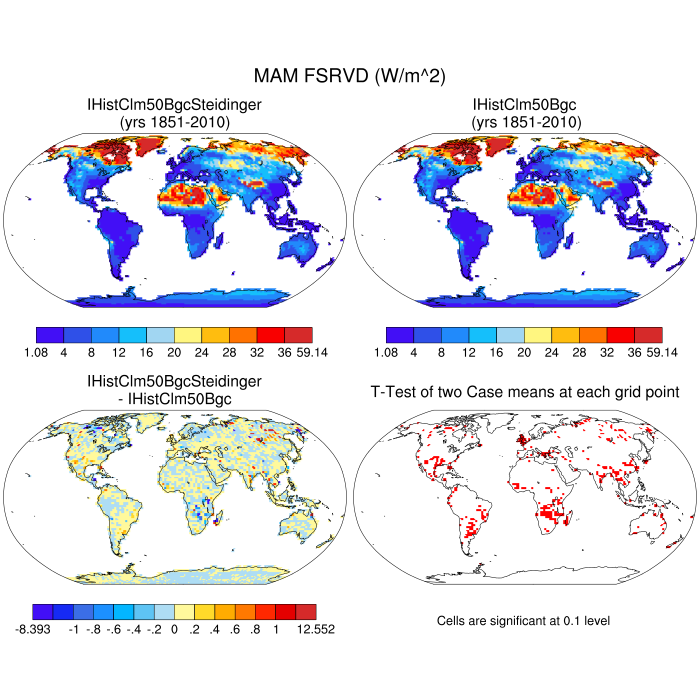 MAM FSRVD (W/m^2)
IHistClm50BgcSteidinger
(yrs 1851-2010)
IHistClm50Bgc
(yrs 1851-2010)
1.08 4 8 12 16 20 24 28 32 36 59.14
1.08 4 8 12 16 20 24 28 32 36 59.14
IHistClm50BgcSteidinger
- IHistClm50Bgc
T-Test of two Case means at each grid point
-8.393 -1 -.8 -.6 -.4 -.2 0 .2 .4 .6 .8 1 12.552
Cells are significant at 0.1 level